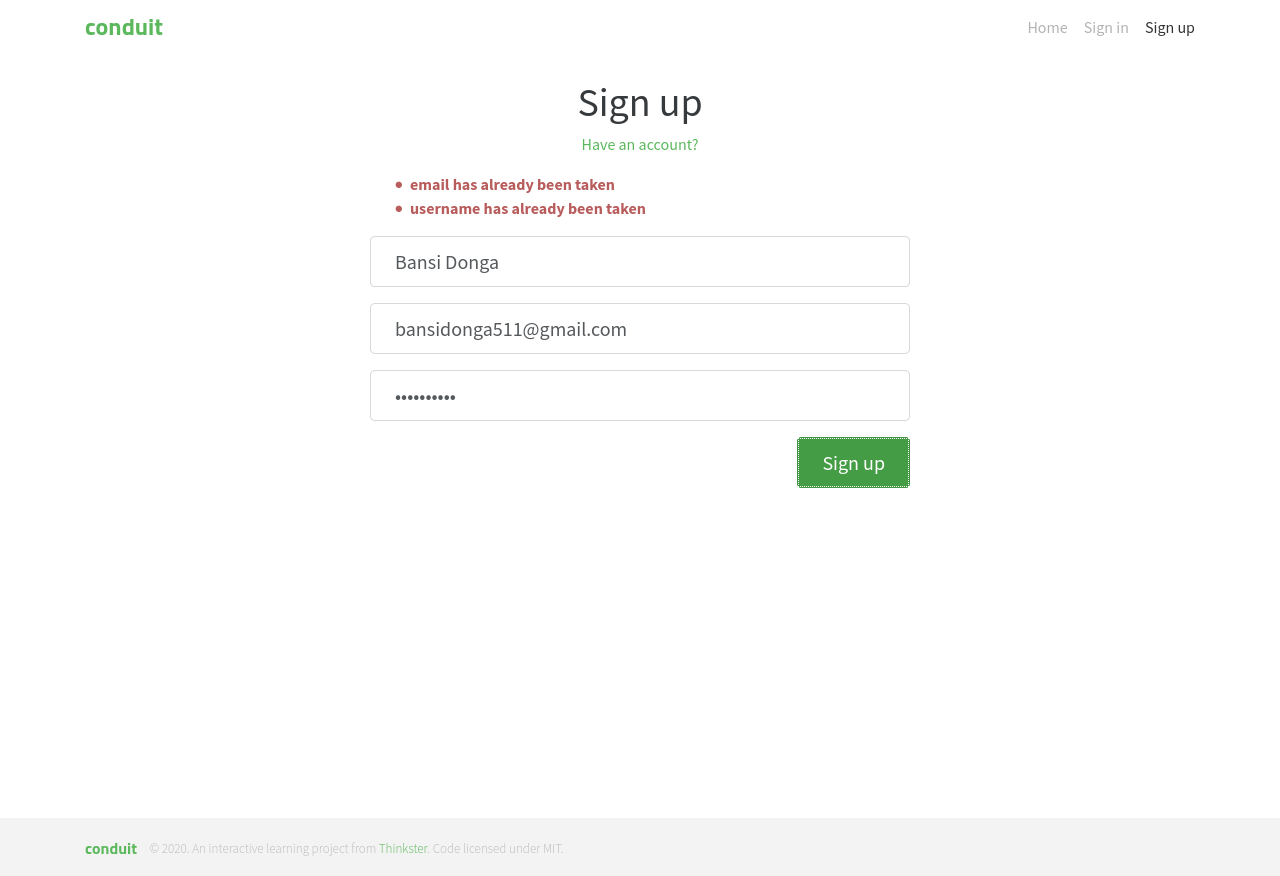 conduit
Home Sign in Sign up
Sign up
Have an account?
• email has already been taken
• username has already been taken
Bansi Donga
bansidonga511@gmail.com
••••••••••
Sign up
conduit © 2020. An interactive learning project from Thinkster. Code licensed under MIT.